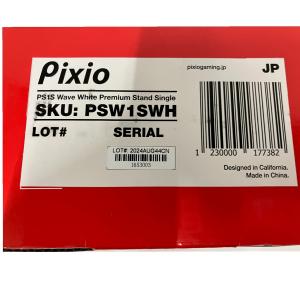 Pixio
pixiogaming.jp
JP
PS1S Wave White Premium Stand Single
SKU: PSW1SWH
LOT#
SERIAL
LOT#: 2024AUG44CN
1653003
1 230000 177382
Designed in California.
Made in China.